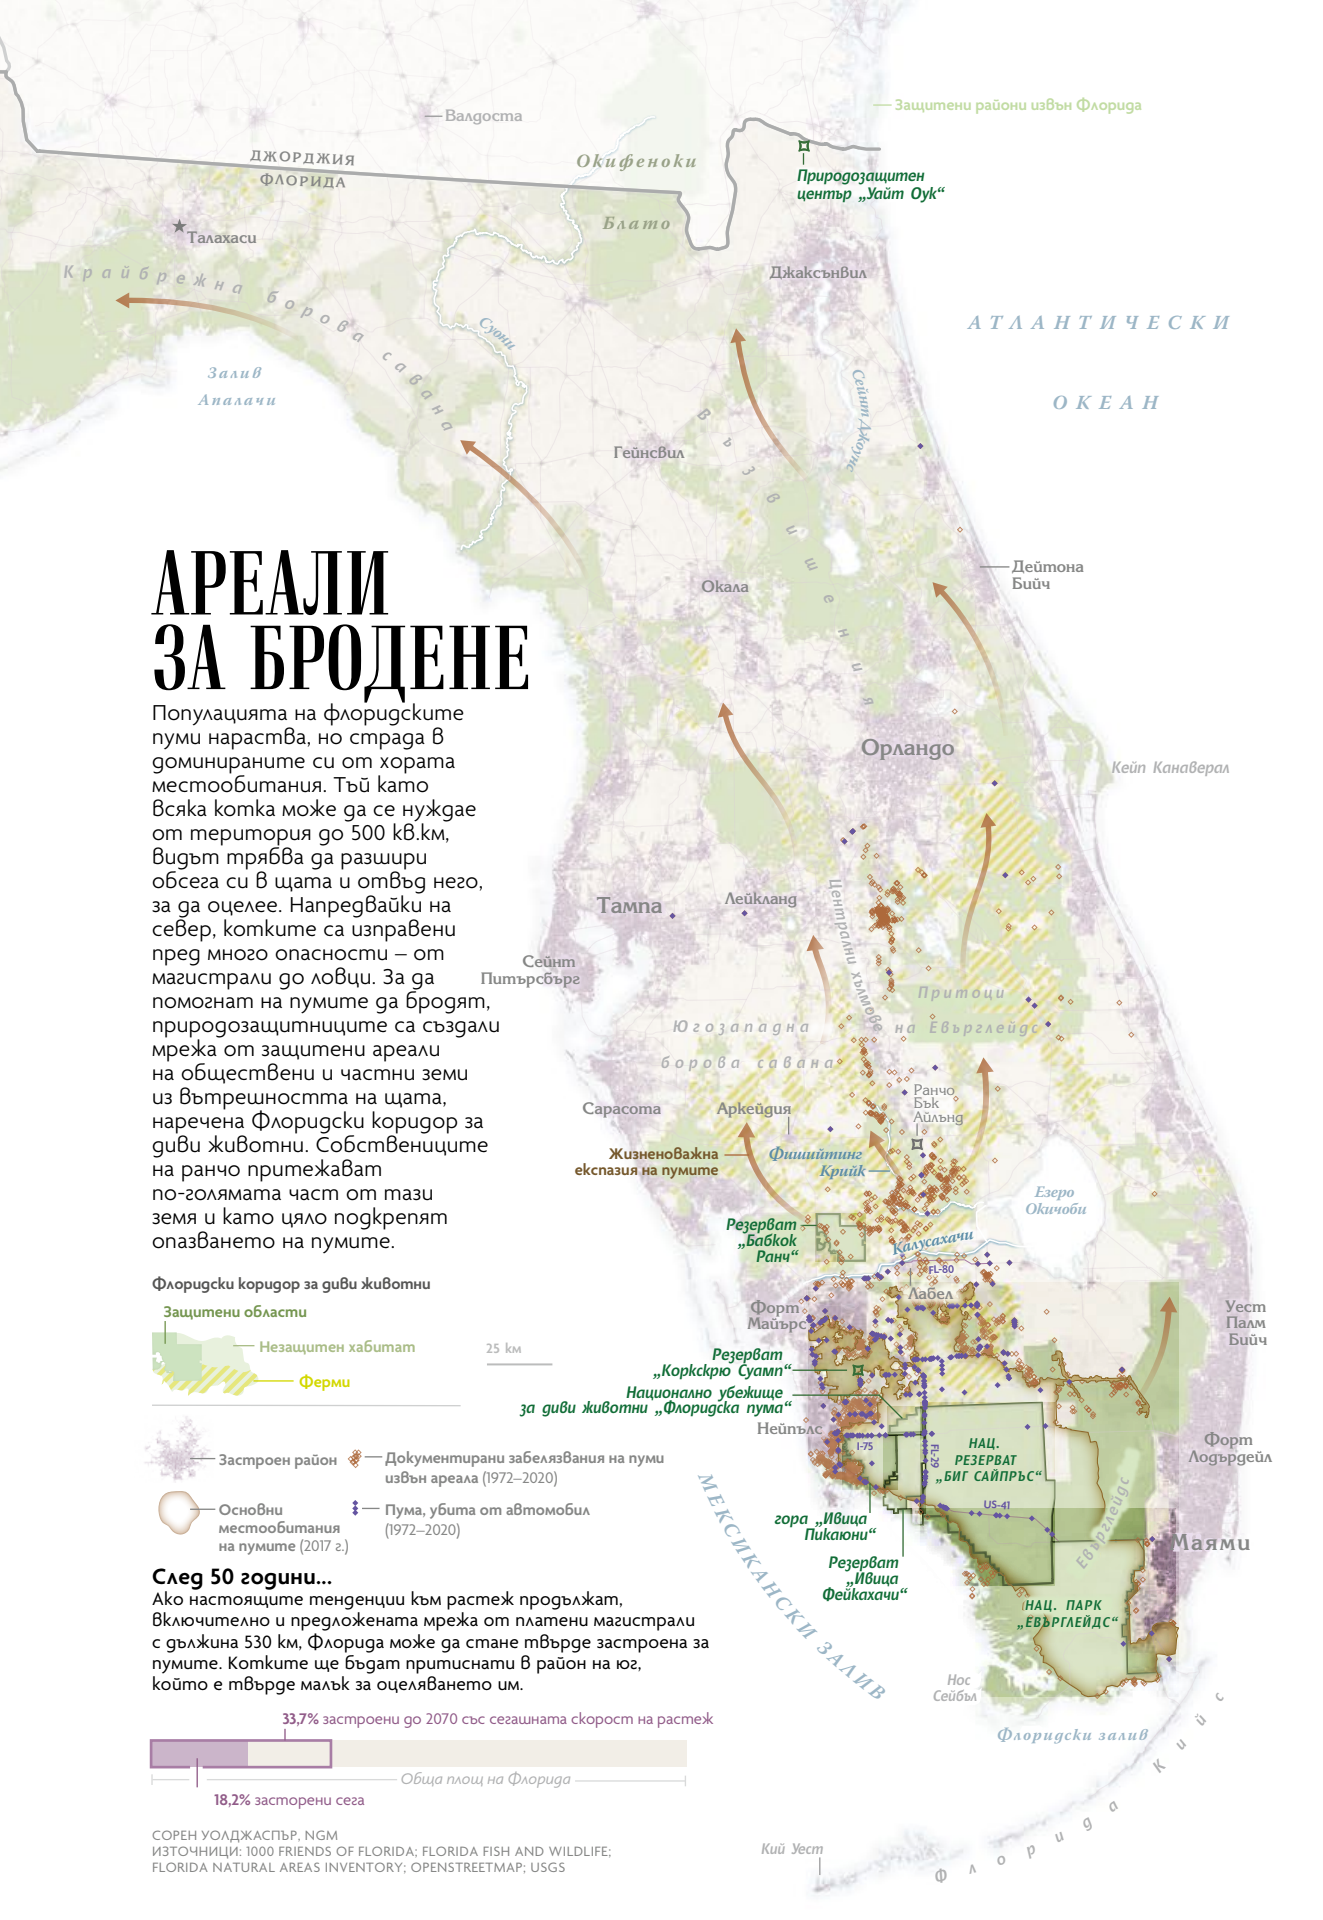 Валдоста
Защитени райони извън Флорида
ДЖОРДЖИЯ
ФЛОРИДА
Окифеноки
Блато
Природозащитен
център „Уайт Оук“
Талахаси
Крайбрежна борова савана
Джаксънвил
Суони
АТЛАНТИЧЕСКИ
ОКЕАН
Залив
Апалачи
Сейнт Джоунс
Възвишения
Гейнсвил
Дейтона
Бийч
Окала
АРЕАЛИ
ЗА БРОДЕНЕ
Популацията на флоридските
пуми нараства, но страда в
доминираните си от хората
местообитания. Тъй като
всяка котка може да се нуждае
от територия до 500 кв.км,
видът трябва да разшири
обсега си в щата и отвъд него,
за да оцелее. Напредвайки на
север, котките са изправени
пред много опасности – от
магистрали до ловци. За да
помогнат на пумите да бродят,
природозащитниците са създали
мрежа от защитени ареали
на обществени и частни земи
из вътрешността на щата,
наречена Флоридски коридор за
диви животни. Собствениците
на ранчо притежават
по-голямата част от тази
земя и като цяло подкрепят
опазването на пумите.
Орландо
Кейп Канаверал
Тампа
Лейкланд
Централни хълмове
Сейнт
Питърсбърг
Притоци
на Евърглейдс
Югозападна
борова савана
Ранчо
Бък
Айлънд
Сарасота
Аркейдия
Жизненоважна
експазия на пумите
Фишийтинг
Крийк
Езеро
Окичоби
Резерват
„Бабкок
Ранч“
Калусахачи
FL-80
Лабел
Форт
Майърс
Уест
Палм
Бийч
Резерват
„Коркскрю Суамп“
Национално убежище
за диви животни „Флоридска пума“
Нейпълс
I-75
FL-29
НАЦ.
РЕЗЕРВАТ
„БИГ САЙПРЪС“
Форт
Лодърдейл
US-41
гора „Ивица
Пикаюни“
Резерват
„Ивица
Фейкахачи“
Евърглейдс
Маями
НАЦ. ПАРК
„ЕВЪРГЛЕЙДС“
МЕКСИКАНСКИ ЗАЛИВ
Нос
Сейбъл
Флоридски залив
Флорида Кийс
Кий Уест
Флоридски коридор за диви животни
Защитени области
Незащитен хабитат
Ферми
25 км
Застроен район
Документирани забелязвания на пуми
извън ареала (1972–2020)
Основни
местообитания
на пумите (2017 г.)
Пума, убита от автомобил
(1972–2020)
След 50 години...
Ако настоящите тенденции към растеж продължат,
включително и предложената мрежа от платени магистрали
с дължина 530 км, Флорида може да стане твърде застроена за
пумите. Котките ще бъдат притиснати в район на юг,
който е твърде малък за оцеляването им.
33,7% застроени до 2070 със сегашната скорост на растеж
Обща площ на Флорида
18,2% засторени сега
СОРЕН УОЛДЖАСПЪР, NGM
ИЗТОЧНИЦИ: 1000 FRIENDS OF FLORIDA; FLORIDA FISH AND WILDLIFE;
FLORIDA NATURAL AREAS INVENTORY; OPENSTREETMAP; USGS